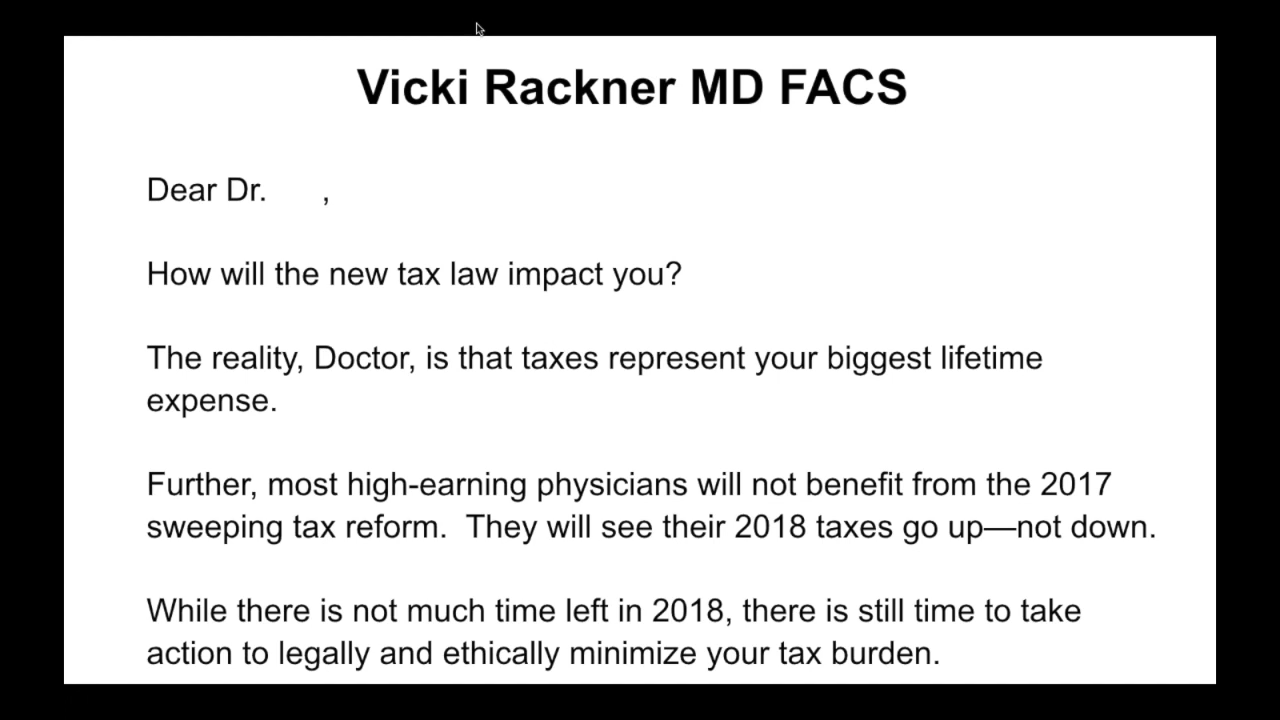 Vicki Rackner MD FACS
Dear Dr.      ,
How will the new tax law impact you?
The reality, Doctor, is that taxes represent your biggest lifetime
expense.
Further, most high-earning physicians will not benefit from the 2017
sweeping tax reform.  They will see their 2018 taxes go up—not down.
While there is not much time left in 2018, there is still time to take
action to legally and ethically minimize your tax burden.